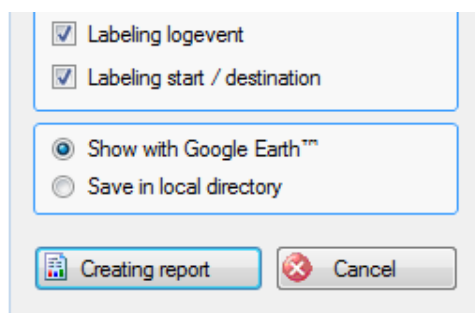 Labeling logevent
Labeling start / destination
Show with Google Earth™
Save in local directory
Creating report
Cancel